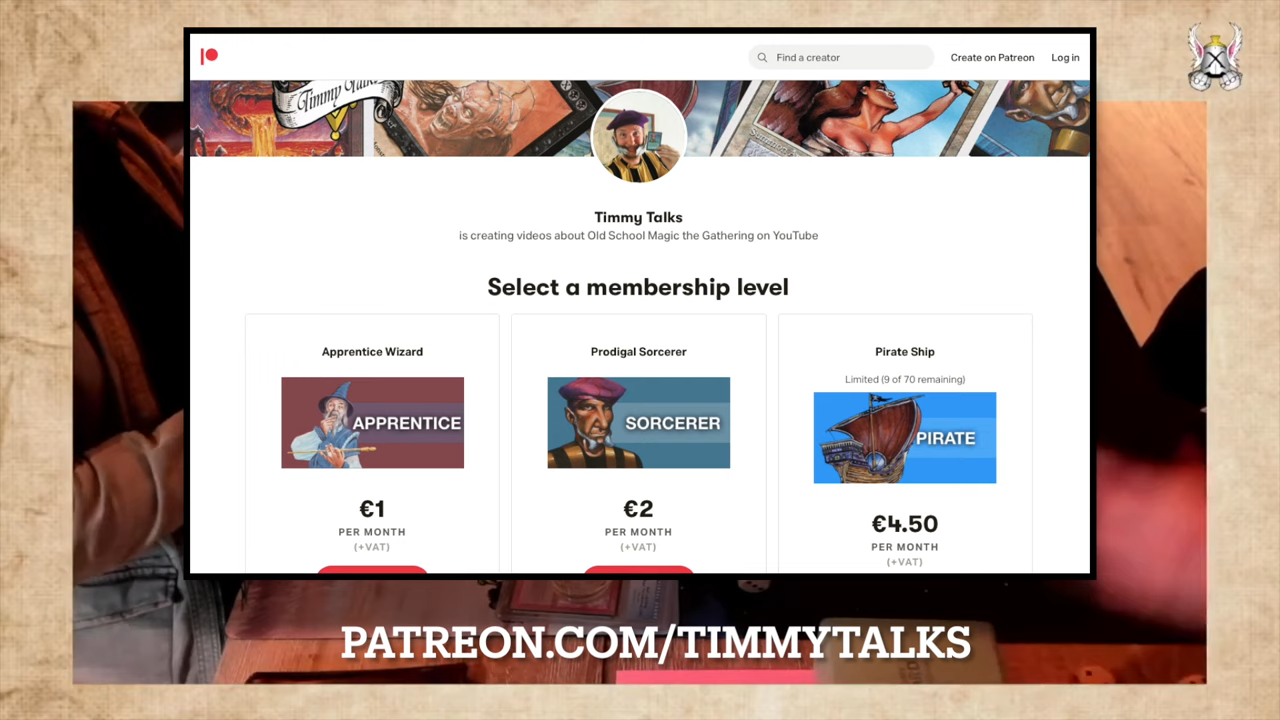 Find a creator
Create on Patreon
Log in
Timmy Talks
Timmy Talks
is creating videos about Old School Magic the Gathering on YouTube
Select a membership level
Apprentice Wizard
Prodigal Sorcerer
Pirate Ship
Limited (9 of 70 remaining)
APPRENTICE
SORCERER
PIRATE
€1
€2
€4.50
PER MONTH
PER MONTH
PER MONTH
(+VAT)
(+VAT)
(+VAT)
PATREON.COM/TIMMYTALKS